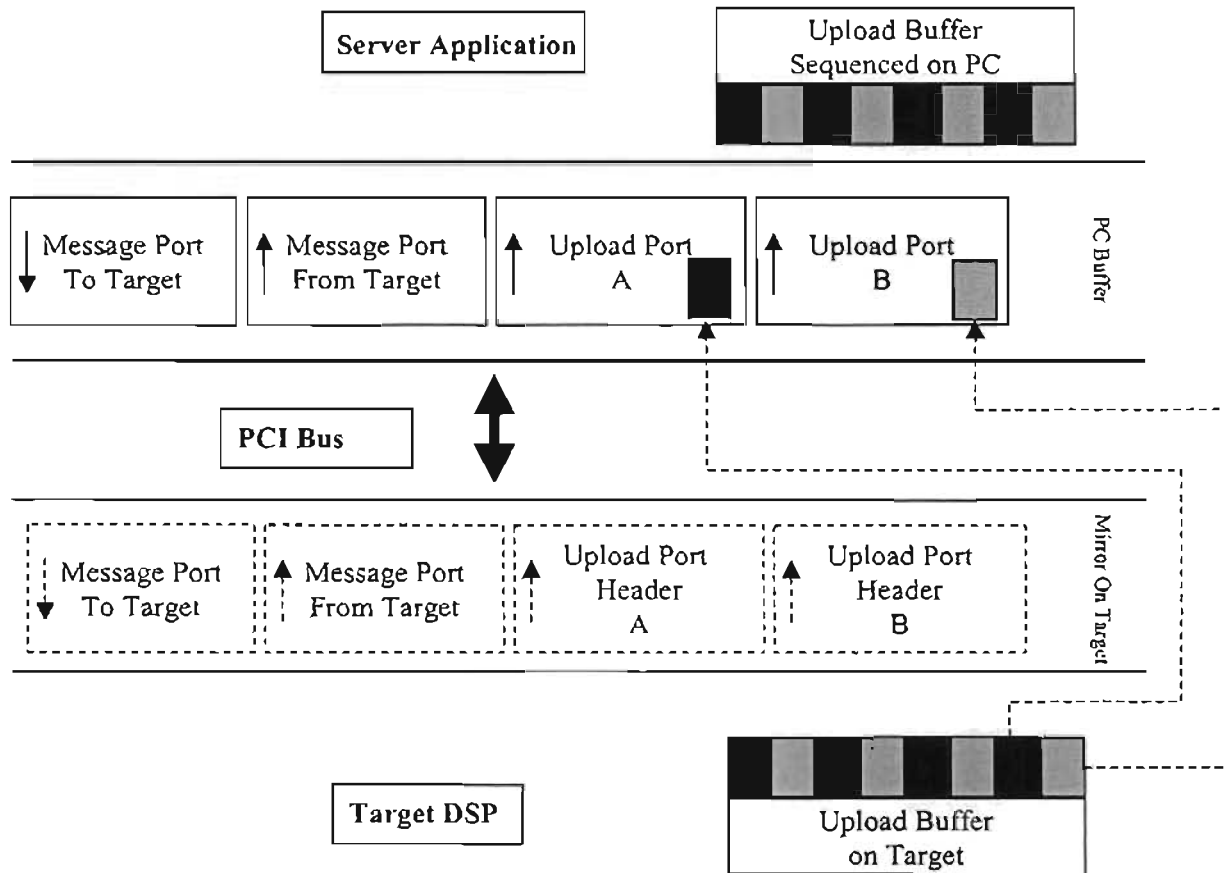 Server Application
Upload Buffer
Sequenced on PC
Message Port
To Target
Message Port
From Target
Upload Port
A
Upload Port
B
PC Buffer
PCI Bus
Message Port
To Target
Message Port
From Target
Upload Port
Header
A
Upload Port
Header
B
Mirror On Target
Target DSP
Upload Buffer
on Target